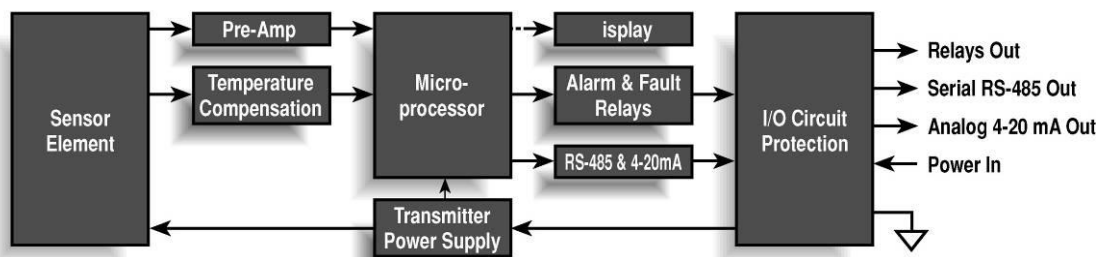 Pre-Amp
isplay
Temperature
Compensation
Micro-
processor
Alarm & Fault
Relays
Sensor
Element
I/O Circuit
Protection
RS-485 & 4-20mA
Transmitter
Power Supply
Relays Out
Serial RS-485 Out
Analog 4-20 mA Out
Power In